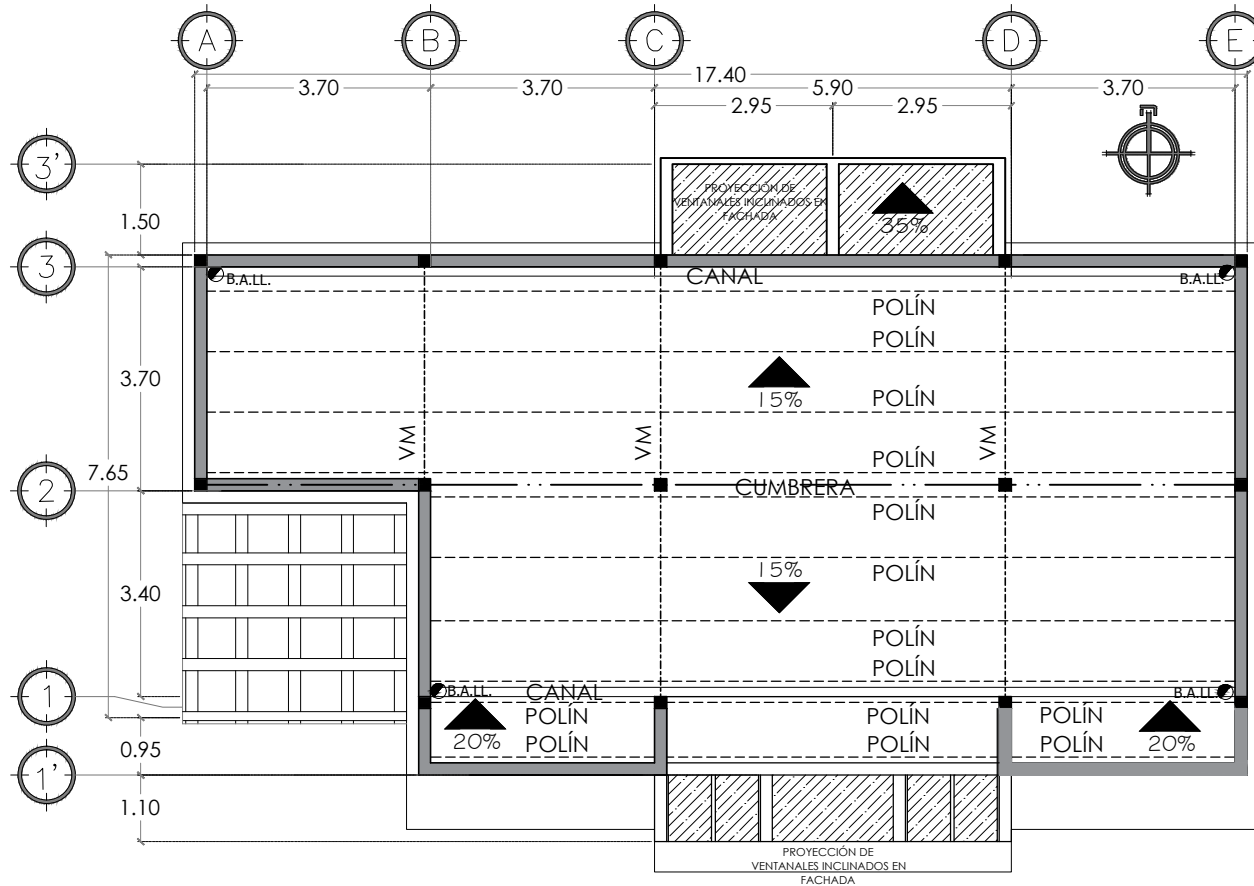 A B C D E
17.40
3.70 3.70 5.90 3.70
2.95 2.95
3'
PROYECCIÓN DE
VENTANALES INCLINADOS EN
FACHADA
35%
1.50
3
B.A.LL. CANAL B.A.LL.
POLÍN
POLÍN
3.70
15%
POLÍN
VM VM VM
POLÍN
7.65
2
CUMBRERA
POLÍN
15%
POLÍN
3.40
POLÍN
POLÍN
1
B.A.LL. CANAL B.A.LL.
POLÍN POLÍN POLÍN
20% POLÍN POLÍN POLÍN 20%
0.95
1'
1.10
PROYECCIÓN DE
VENTANALES INCLINADOS EN
FACHADA